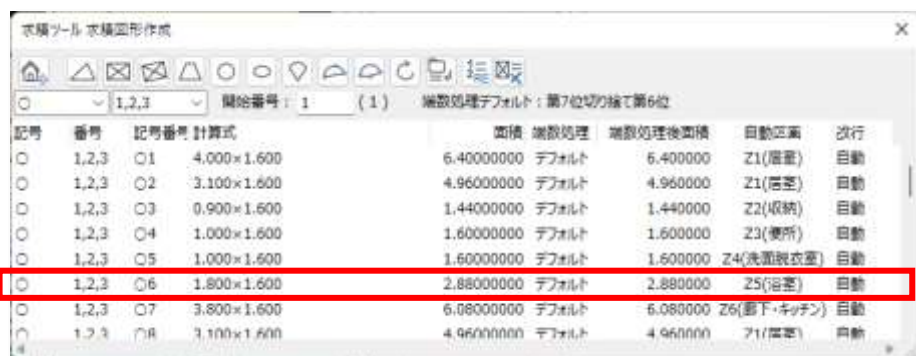 求積ツール 求積図形作成
○ 1,2,3 開始番号： 1 (1) 端数処理デフォルト：第7位切り捨て第6位
記号 番号 記号番号 計算式 面積 端数処理 端数処理後面積 自動区画 改行
○ 1,2,3 ○1 4.000×1.600 6.40000000 デフォルト 6.400000 Z1(居室) 自動
○ 1,2,3 ○2 3.100×1.600 4.96000000 デフォルト 4.960000 Z1(居室) 自動
○ 1,2,3 ○3 0.900×1.600 1.44000000 デフォルト 1.440000 Z2(収納) 自動
○ 1,2,3 ○4 1.000×1.600 1.60000000 デフォルト 1.600000 Z3(便所) 自動
○ 1,2,3 ○5 1.000×1.600 1.60000000 デフォルト 1.600000 Z4(洗面脱衣室) 自動
○ 1,2,3 ○6 1.800×1.600 2.88000000 デフォルト 2.880000 Z5(浴室) 自動
○ 1,2,3 ○7 3.800×1.600 6.08000000 デフォルト 6.080000 Z6(廊下・キッチン) 自動
○ 1,2,3 ○8 3.100×1.600 4.96000000 デフォルト 4.960000 Z1(居室) 自動